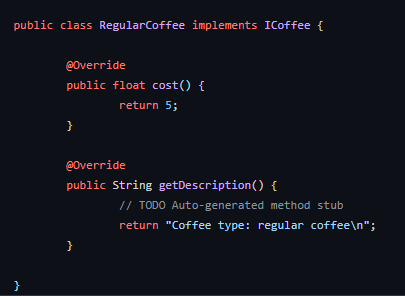 public class RegularCoffee implements ICoffee {
@Override
public float cost() {
return 5;
}
@Override
public String getDescription() {
// TODO Auto-generated method stub
return "Coffee type: regular coffee\n";
}
}